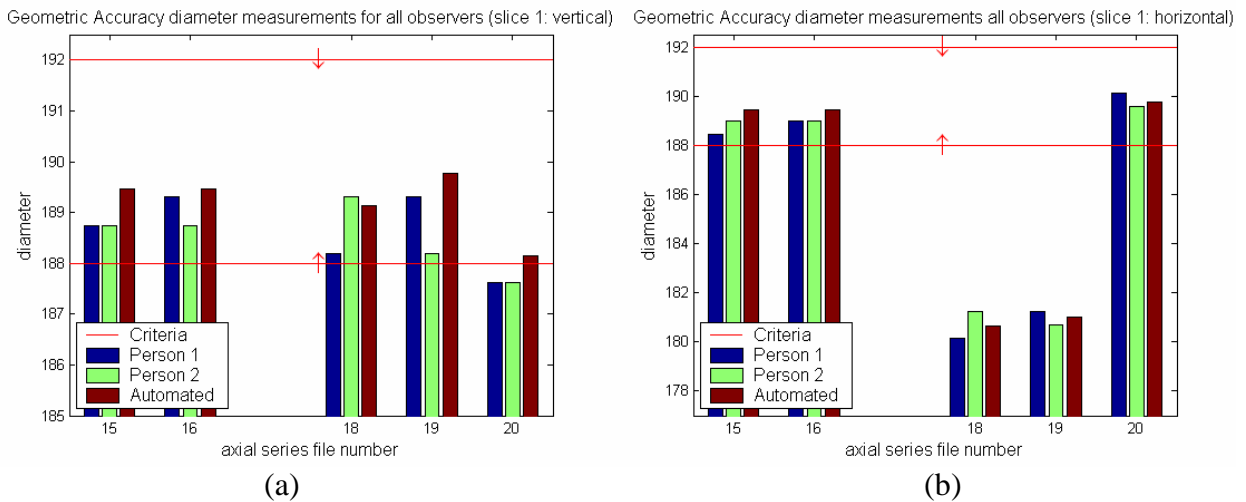 Geometric Accuracy diameter measurements for all observers (slice 1: vertical)
192
191
190
189
188
187
186
185
diameter
Criteria
Person 1
Person 2
Automated
15 16 18 19 20
axial series file number
(a)
Geometric Accuracy diameter measurements all observers (slice 1: horizontal)
192
190
188
186
184
182
180
178
diameter
Criteria
Person 1
Person 2
Automated
15 16 18 19 20
axial series file number
(b)